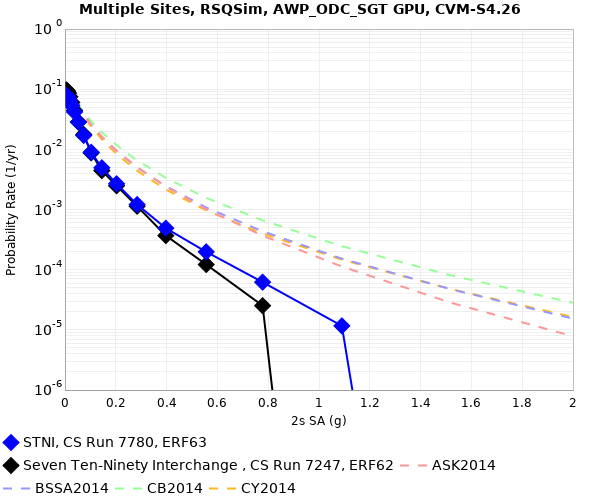 Multiple Sites, RSQSim, AWP_ODC_SGT GPU, CVM-S4.26
10^0
10^-1
10^-2
10^-3
10^-4
10^-5
10^-6
Probability Rate (1/yr)
0 0.2 0.4 0.6 0.8 1 1.2 1.4 1.6 1.8 2
2s SA (g)
STNI, CS Run 7780, ERF63
Seven Ten-Ninety Interchange , CS Run 7247, ERF62 ASK2014
BSSA2014 CB2014 CY2014